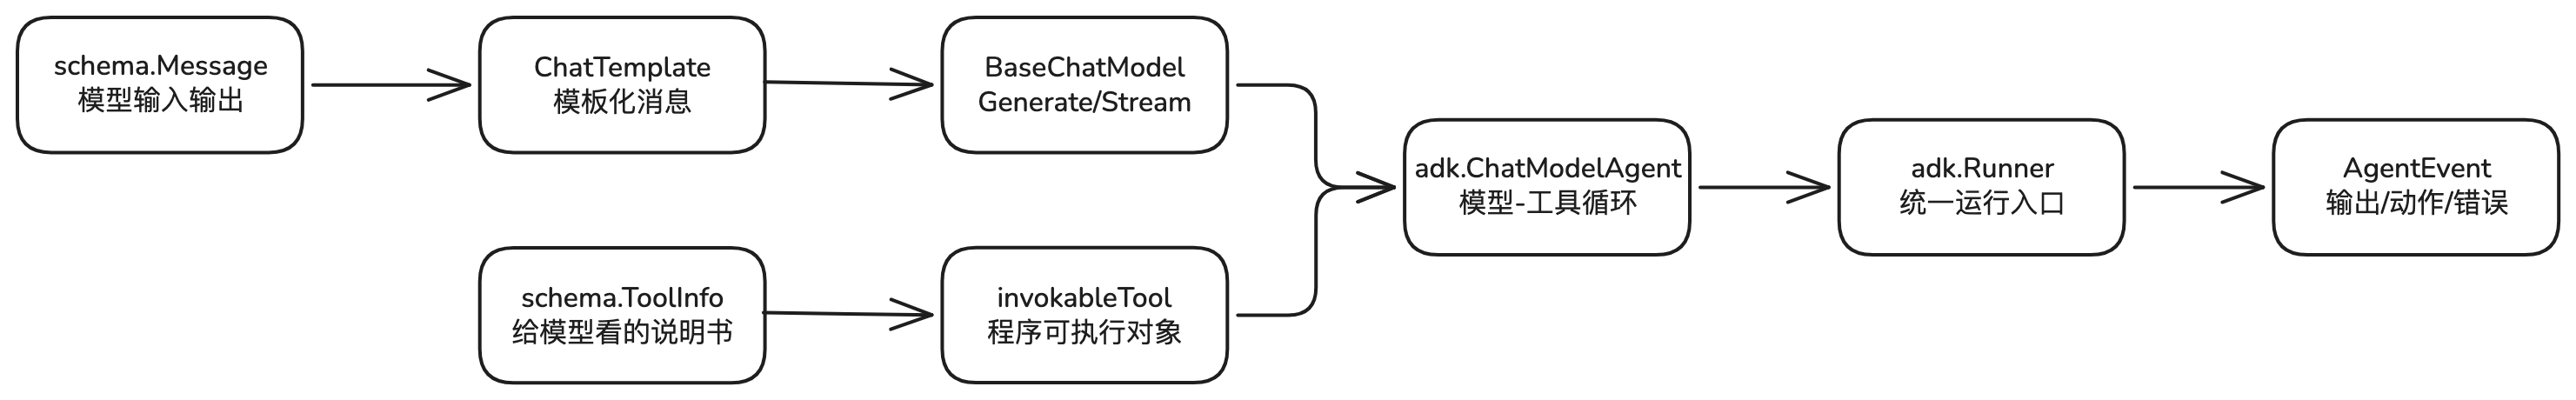 schema.Message
模型输入输出
ChatTemplate
模板化消息
BaseChatModel
Generate/Stream
schema.ToolInfo
给模型看的说明书
invokableTool
程序可执行对象
adk.ChatModelAgent
模型-工具循环
adk.Runner
统一运行入口
AgentEvent
输出/动作/错误